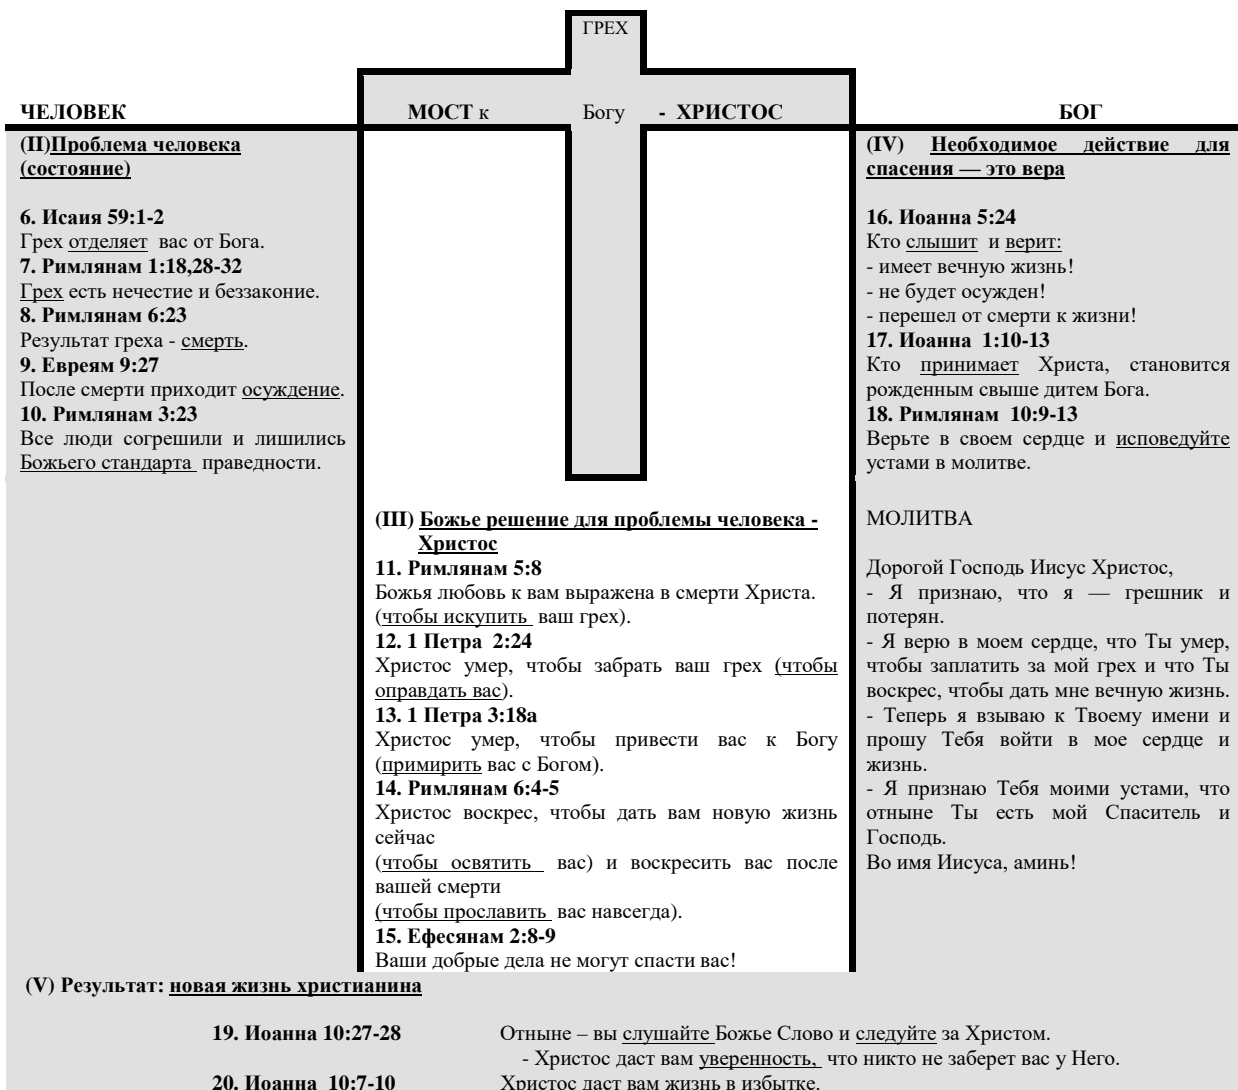 ГРЕХ
ЧЕЛОВЕК
МОСТ к Богу - ХРИСТОС
БОГ
(II)Проблема человека
(состояние)
6. Исаия 59:1-2
Грех отделяет вас от Бога.
7. Римлянам 1:18,28-32
Грех есть нечестие и беззаконие.
8. Римлянам 6:23
Результат греха - смерть.
9. Евреям 9:27
После смерти приходит осуждение.
10. Римлянам 3:23
Все люди согрешили и лишились
Божьего стандарта праведности.
(III) Божье решение для проблемы человека -
Христос
11. Римлянам 5:8
Божья любовь к вам выражена в смерти Христа.
(чтобы искупить ваш грех).
12. 1 Петра 2:24
Христос умер, чтобы забрать ваш грех (чтобы
оправдать вас).
13. 1 Петра 3:18а
Христос умер, чтобы привести вас к Богу
(примирить вас с Богом).
14. Римлянам 6:4-5
Христос воскрес, чтобы дать вам новую жизнь
сейчас
(чтобы освятить вас) и воскресить вас после
вашей смерти
(чтобы прославить вас навсегда).
15. Ефесянам 2:8-9
Ваши добрые дела не могут спасти вас!
(IV) Необходимое действие для
спасения — это вера
16. Иоанна 5:24
Кто слышит и верит:
- имеет вечную жизнь!
- не будет осужден!
- перешел от смерти к жизни!
17. Иоанна 1:10-13
Кто принимает Христа, становится
рожденным свыше дитем Бога.
18. Римлянам 10:9-13
Верьте в своем сердце и исповедуйте
устами в молитве.
МОЛИТВА
Дорогой Господь Иисус Христос,
- Я признаю, что я — грешник и
потерян.
- Я верю в моем сердце, что Ты умер,
чтобы заплатить за мой грех и что Ты
воскрес, чтобы дать мне вечную жизнь.
- Теперь я взываю к Твоему имени и
прошу Тебя войти в мое сердце и
жизнь.
- Я признаю Тебя моими устами, что
отныне Ты есть мой Спаситель и
Господь.
Во имя Иисуса, аминь!
(V) Результат: новая жизнь христианина
19. Иоанна 10:27-28 Отныне – вы слушайте Божье Слово и следуйте за Христом.
- Христос даст вам уверенность, что никто не заберет вас у Него.
20. Иоанна 10:7-10 Христос даст вам жизнь в избытке.